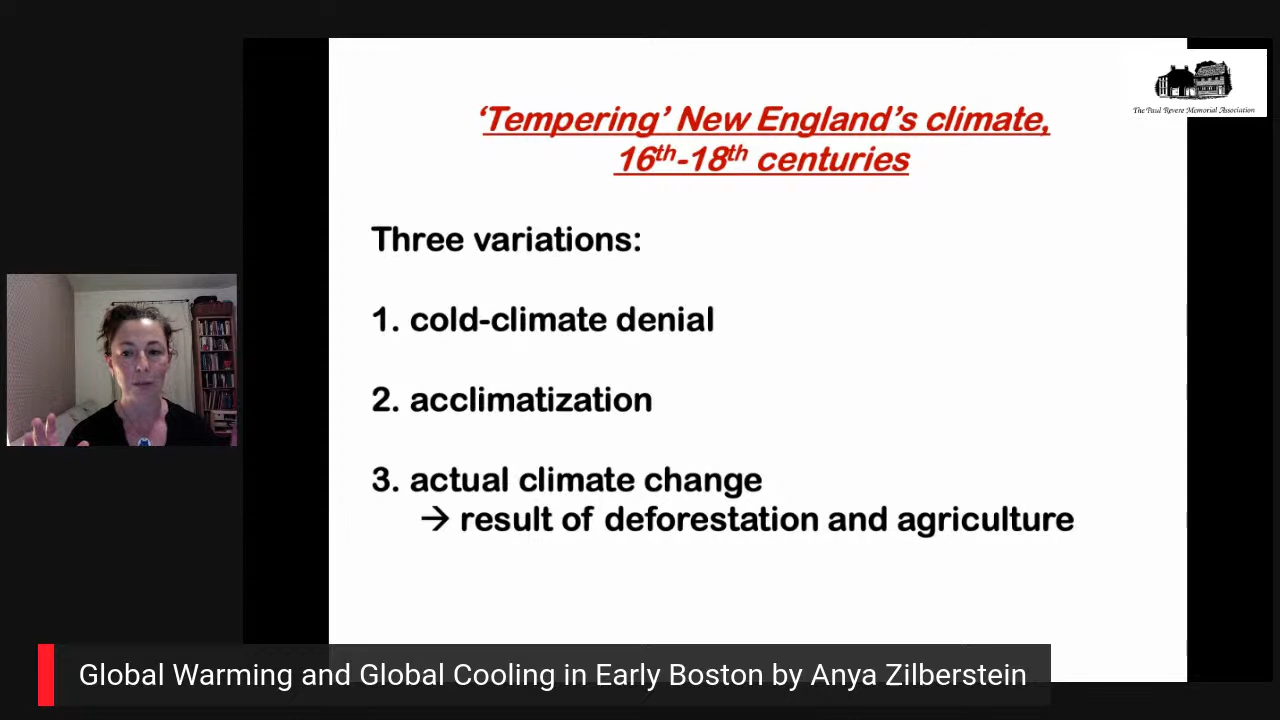 The Paul Revere Memorial Association
‘Tempering’ New England’s climate,
16th-18th centuries
Three variations:
1. cold-climate denial
2. acclimatization
3. actual climate change
→ result of deforestation and agriculture
Global Warming and Global Cooling in Early Boston by Anya Zilberstein